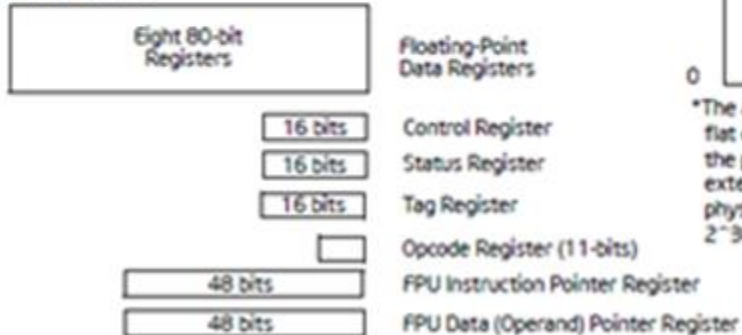 Eight 80-bit
Registers
Floating-Point
Data Registers
0
16 bits
Control Register
*The
16 bits
Status Register
flat
the
16 bits
Tag Register
Opcode Register (11-bits)
48 bits
FPU Instruction Pointer Register
48 bits
FPU Data (Operand) Pointer Register